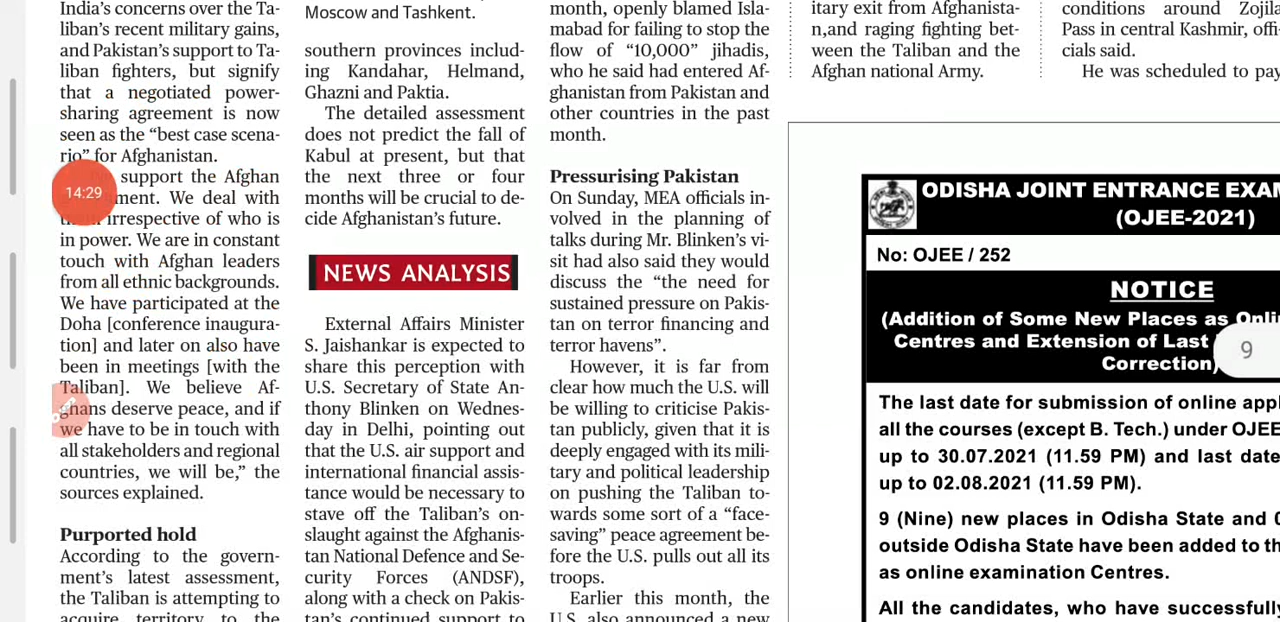 India's concerns over the Ta-
liban's recent military gains,
and Pakistan's support to Ta-
liban fighters, but signify
that a negotiated power-
sharing agreement is now
seen as the “best case scena-
rio” for Afghanistan.
support the Afghan
ment. We deal with
irrespective of who is
in power. We are in constant
touch with Afghan leaders
from all ethnic backgrounds.
We have participated at the
Doha [conference inaugura-
tion] and later on also have
been in meetings [with the
Taliban]. We believe Af-
ghans deserve peace, and if
we have to be in touch with
all stakeholders and regional
countries, we will be,” the
sources explained.
Purported hold
According to the govern-
ment's latest assessment,
the Taliban is attempting to
acquire territory to the
14:29
Moscow and Tashkent.
southern provinces includ-
ing Kandahar, Helmand,
Ghazni and Paktia.
The detailed assessment
does not predict the fall of
Kabul at present, but that
the next three or four
months will be crucial to de-
cide Afghanistan's future.
NEWS ANALYSIS
External Affairs Minister
S. Jaishankar is expected to
share this perception with
U.S. Secretary of State An-
thony Blinken on Wednes-
day in Delhi, pointing out
that the U.S. air support and
international financial assis-
tance would be necessary to
stave off the Taliban's on-
slaught against the Afghanis-
tan National Defence and Se-
curity Forces (ANDSF),
along with a check on Pakis-
tan's continued support to
month, openly blamed Isla-
mabad for failing to stop the
flow of “10,000” jihadis,
who he said had entered Af-
ghanistan from Pakistan and
other countries in the past
month.
Pressurising Pakistan
On Sunday, MEA officials in-
volved in the planning of
talks during Mr. Blinken's vi-
sit had also said they would
discuss the “the need for
sustained pressure on Pakis-
tan on terror financing and
terror havens”.
However, it is far from
clear how much the U.S. will
be willing to criticise Pakis-
tan publicly, given that it is
deeply engaged with its mili-
tary and political leadership
on pushing the Taliban to-
wards some sort of a “face-
saving” peace agreement be-
fore the U.S. pulls out all its
troops.
Earlier this month, the
U.S. also announced a new
itary exit from Afghanista-
n,and raging fighting bet-
ween the Taliban and the
Afghan national Army.
conditions around Zojila
Pass in central Kashmir, offi-
cials said.
He was scheduled to pay
ODISHA JOINT ENTRANCE EXA
(OJEE-2021)
No: OJEE / 252
NOTICE
(Addition of Some New Places as Onli
Centres and Extension of Last
Correction)
9
The last date for submission of online appl
all the courses (except B. Tech.) under OJEE
up to 30.07.2021 (11.59 PM) and last date
up to 02.08.2021 (11.59 PM).
9 (Nine) new places in Odisha State and
outside Odisha State have been added to th
as online examination Centres.
All the candidates, who have successfully